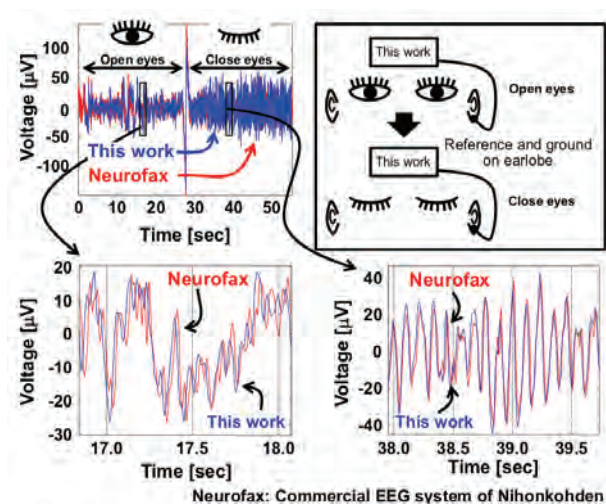 Open eyes
Close eyes
Voltage [μV]
100
50
0
-50
-100
This work
Neurofax
0 10 20 30 40 50
Time [sec]
This work
Open eyes
Reference and ground
on earlobe.
This work
Close eyes
Voltage [μV]
20
10
0
-10
-20
-30
Neurofax
This work
17.0 17.5 18.0
Time [sec]
Voltage [μV]
40
20
0
-20
-40
Neurofax
This work
38.0 38.5 39.0 39.5
Time [sec]
Neurofax: Commercial EEG system of Nihonkohden